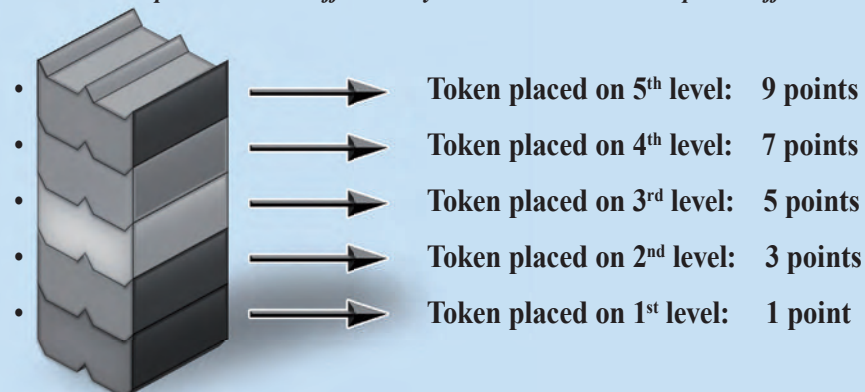 • Token placed on 5th level: 9 points
• Token placed on 4th level: 7 points
• Token placed on 3rd level: 5 points
• Token placed on 2nd level: 3 points
• Token placed on 1st level: 1 point